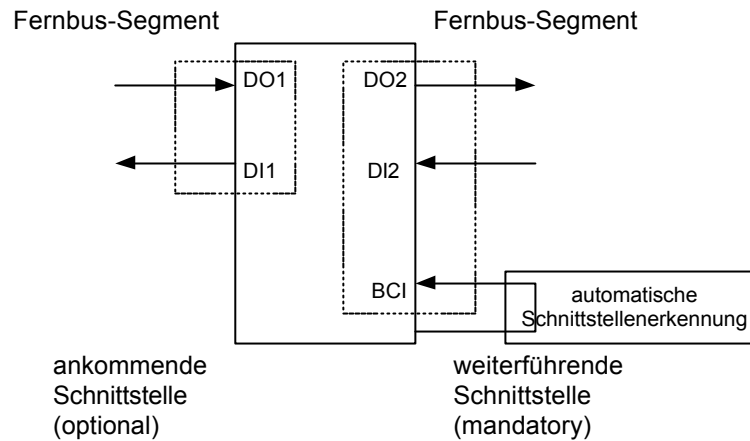 Fernbus-Segment
Fernbus-Segment
DO1
DO2
DI1
DI2
BCI
automatische
Schnittstellenerkennung
ankommende
Schnittstelle
(optional)
weiterführende
Schnittstelle
(mandatory)